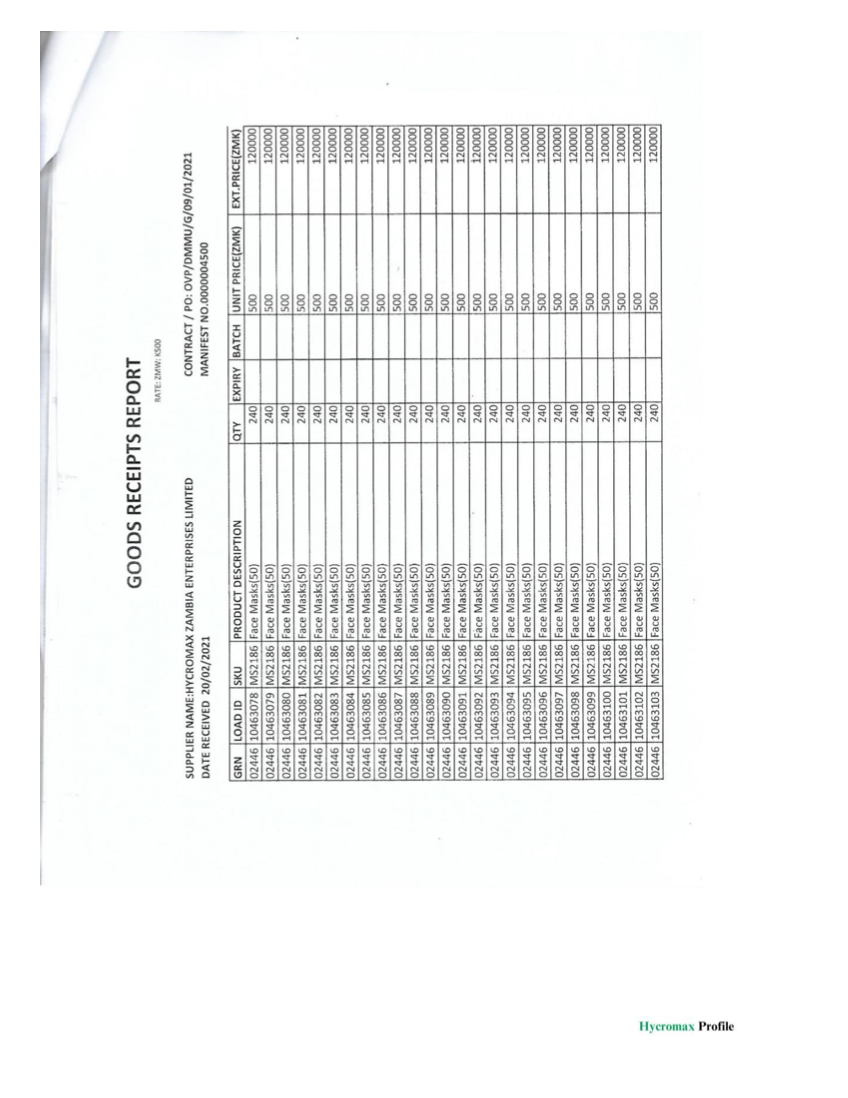 GOODS RECEIPTS REPORT
RATE: ZMW: K500
SUPPLIER NAME:HYCROMAX ZAMBIA ENTERPRISES LIMITED CONTRACT / PO: OVP/DMMU/G/09/01/2021
DATE RECEIVED 20/02/2021 MANIFEST NO.0000004500
GRN LOAD ID SKU PRODUCT DESCRIPTION QTY EXPIRY BATCH UNIT PRICE(ZMK) EXT.PRICE(ZMK)
02446 10463078 MS2186 Face Masks(50) 240 500 120000
02446 10463079 MS2186 Face Masks(50) 240 500 120000
02446 10463080 MS2186 Face Masks(50) 240 500 120000
02446 10463081 MS2186 Face Masks(50) 240 500 120000
02446 10463082 MS2186 Face Masks(50) 240 500 120000
02446 10463083 MS2186 Face Masks(50) 240 500 120000
02446 10463084 MS2186 Face Masks(50) 240 500 120000
02446 10463085 MS2186 Face Masks(50) 240 500 120000
02446 10463086 MS2186 Face Masks(50) 240 500 120000
02446 10463087 MS2186 Face Masks(50) 240 500 120000
02446 10463088 MS2186 Face Masks(50) 240 500 120000
02446 10463089 MS2186 Face Masks(50) 240 500 120000
02446 10463090 MS2186 Face Masks(50) 240 500 120000
02446 10463091 MS2186 Face Masks(50) 240 500 120000
02446 10463092 MS2186 Face Masks(50) 240 500 120000
02446 10463093 MS2186 Face Masks(50) 240 500 120000
02446 10463094 MS2186 Face Masks(50) 240 500 120000
02446 10463095 MS2186 Face Masks(50) 240 500 120000
02446 10463096 MS2186 Face Masks(50) 240 500 120000
02446 10463097 MS2186 Face Masks(50) 240 500 120000
02446 10463098 MS2186 Face Masks(50) 240 500 120000
02446 10463099 MS2186 Face Masks(50) 240 500 120000
02446 10463100 MS2186 Face Masks(50) 240 500 120000
02446 10463101 MS2186 Face Masks(50) 240 500 120000
02446 10463102 MS2186 Face Masks(50) 240 500 120000
02446 10463103 MS2186 Face Masks(50) 240 500 120000
Hycromax Profile